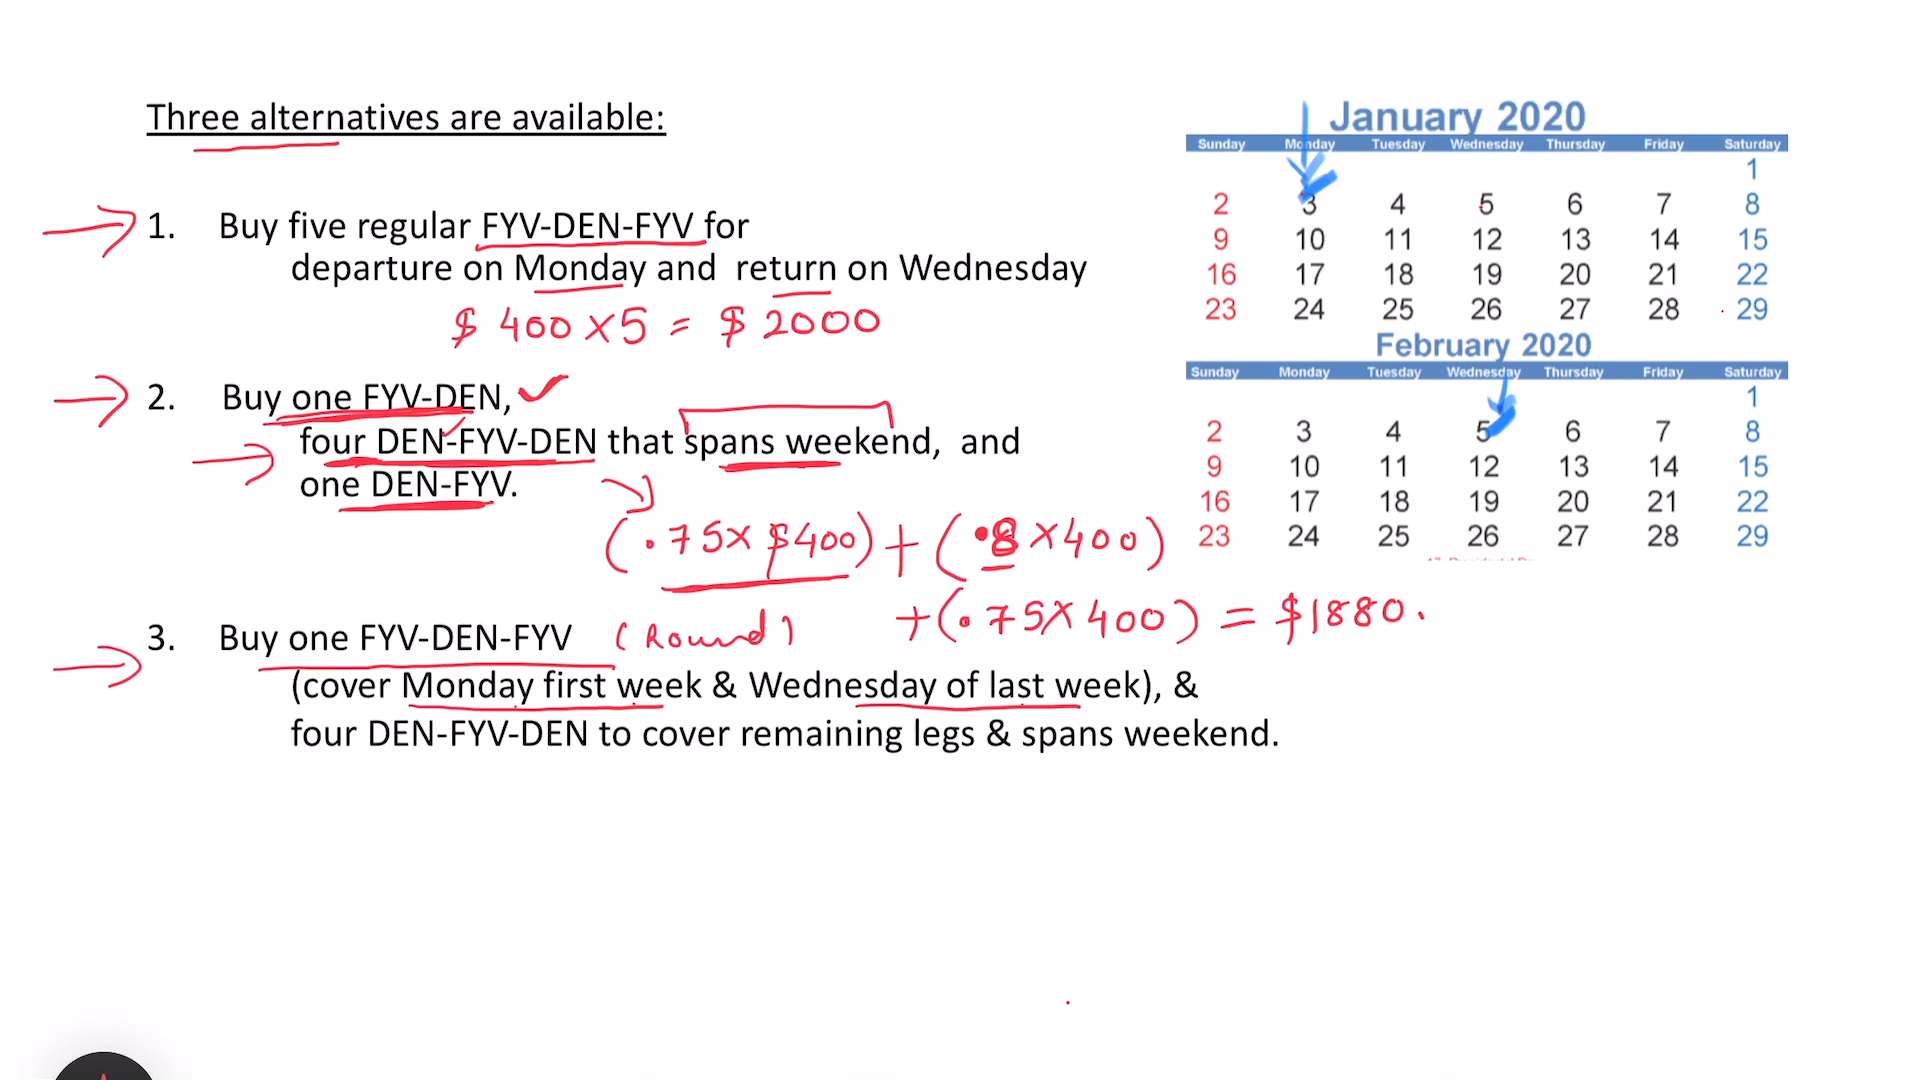 Three alternatives are available:
1. Buy five regular FYV-DEN-FYV for
departure on Monday and return on Wednesday
$ 400 x 5 = $ 2000
2. Buy one FYV-DEN,
four DEN-FYV-DEN that spans weekend, and
one DEN-FYV.
(.75x $400) + (.8 x 400)
+ (.75x 400) = $1880.
3. Buy one FYV-DEN-FYV (Round)
(cover Monday first week & Wednesday of last week), &
four DEN-FYV-DEN to cover remaining legs & spans weekend.
January 2020
Sunday Monday Tuesday Wednesday Thursday Friday Saturday
1
2 3 4 5 6 7 8
9 10 11 12 13 14 15
16 17 18 19 20 21 22
23 24 25 26 27 28 29
February 2020
Sunday Monday Tuesday Wednesday Thursday Friday Saturday
1
2 3 4 5 6 7 8
9 10 11 12 13 14 15
16 17 18 19 20 21 22
23 24 25 26 27 28 29